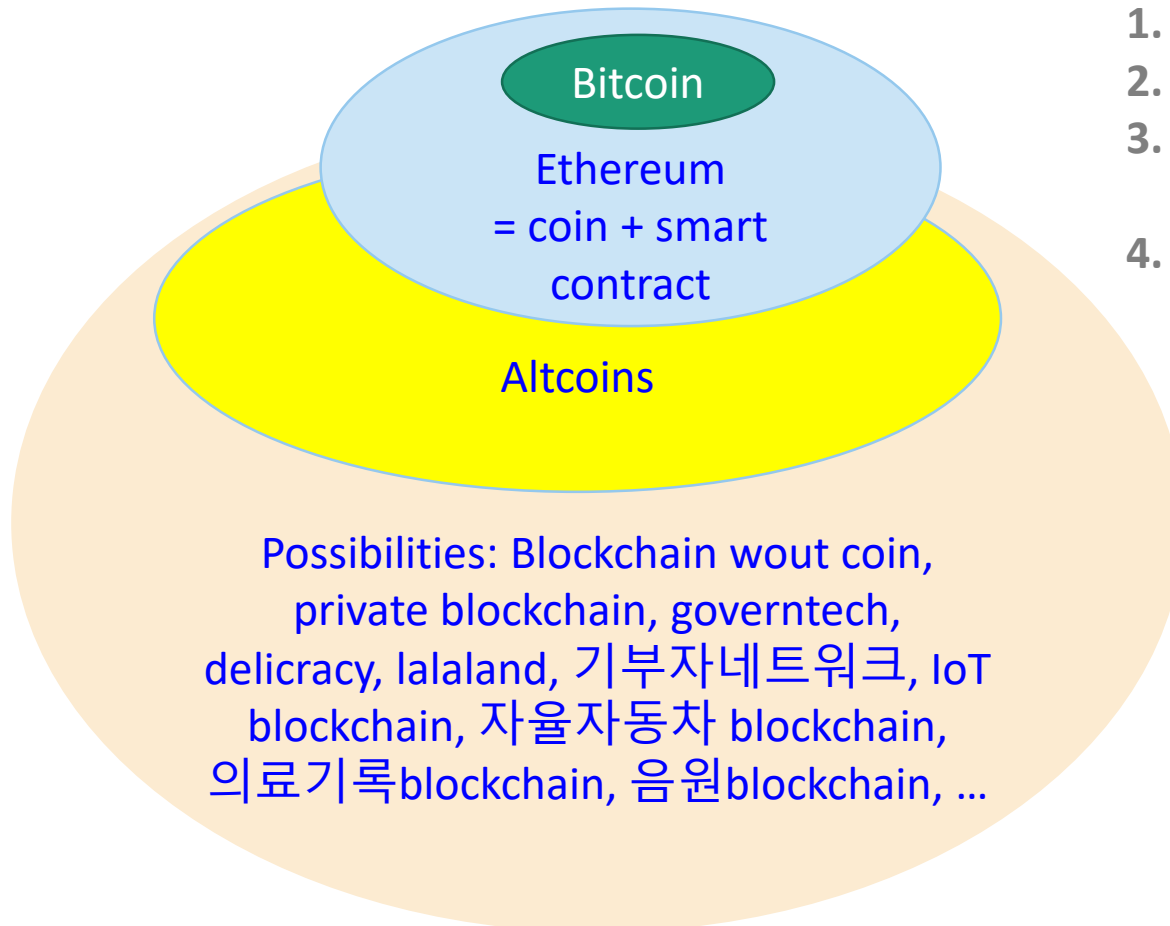 1.
2.
3.
4.
Bitcoin
Ethereum
= coin + smart
contract
Altcoins
Possibilities: Blockchain wout coin,
private blockchain, governtech,
delicracy, lalaland, 기부자네트워크, IoT
blockchain, 자율자동차 blockchain,
의료기록blockchain, 음원blockchain, …